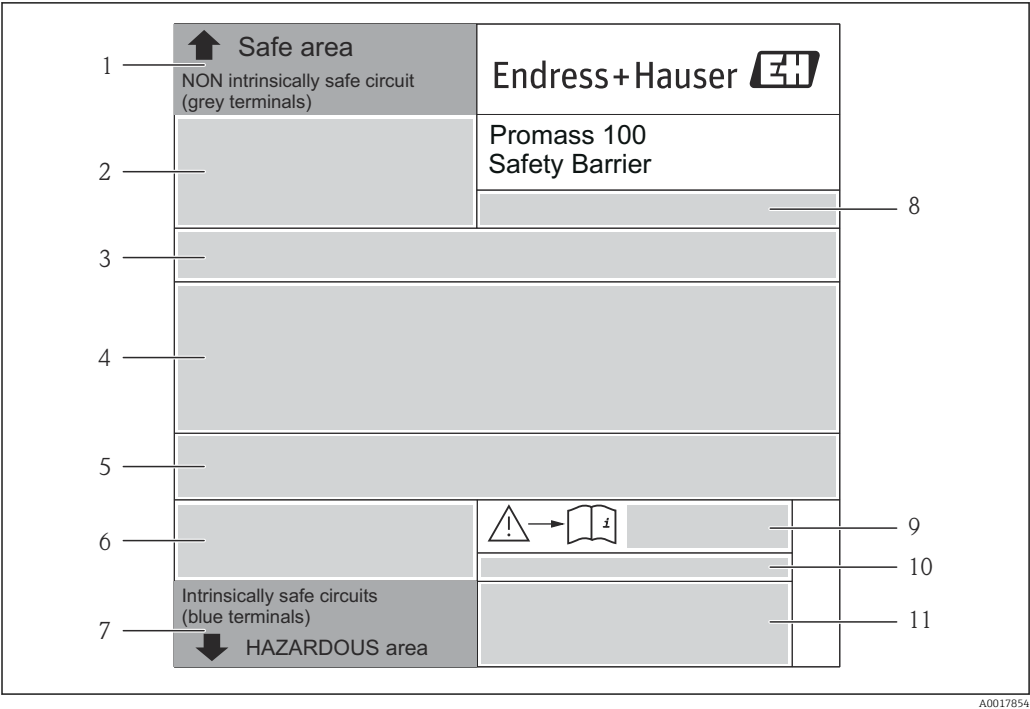 Safe area
NON intrinsically safe circuit
(grey terminals)
Endress+Hauser EH
Promass 100
Safety Barrier
1
2
3
4
5
6
7
8
9
10
11
i
Intrinsically safe circuits
(blue terminals)
HAZARDOUS area
A0017854